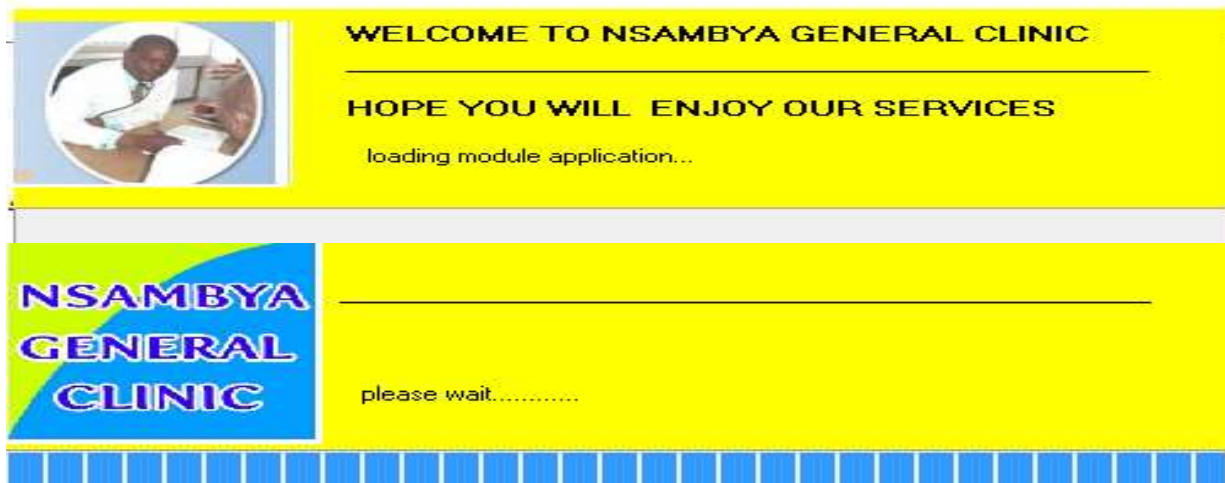 WELCOME TO NSAMBYA GENERAL CLINIC
HOPE YOU WILL ENJOY OUR SERVICES
loading module application...
NSAMBYA
GENERAL
CLINIC
please wait............